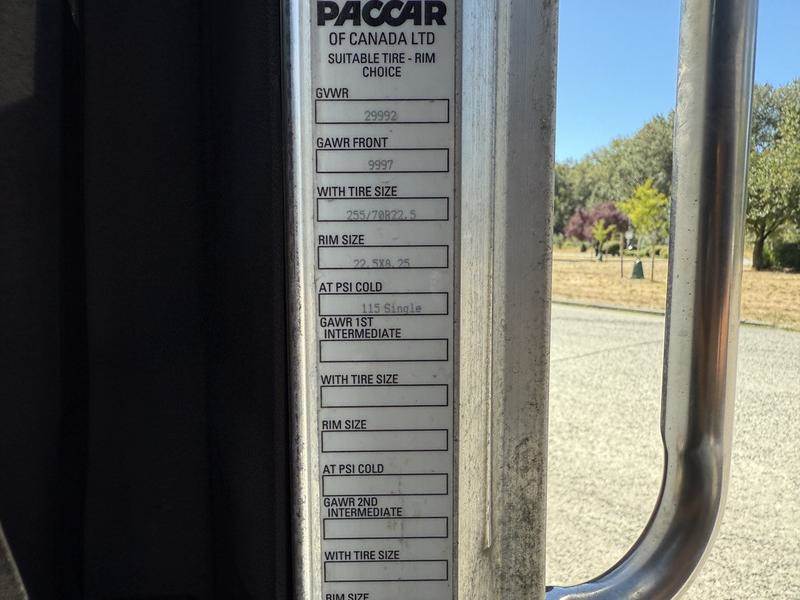 PACCAR
OF CANADA LTD
SUITABLE TIRE - RIM
CHOICE
GVWR
29992
GAWR FRONT
9997
WITH TIRE SIZE
255/70R22.5
RIM SIZE
22.5X8.25
AT PSI COLD
115 Single
GAWR 1ST
INTERMEDIATE
WITH TIRE SIZE
RIM SIZE
AT PSI COLD
GAWR 2ND
INTERMEDIATE
WITH TIRE SIZE
RIM SIZE